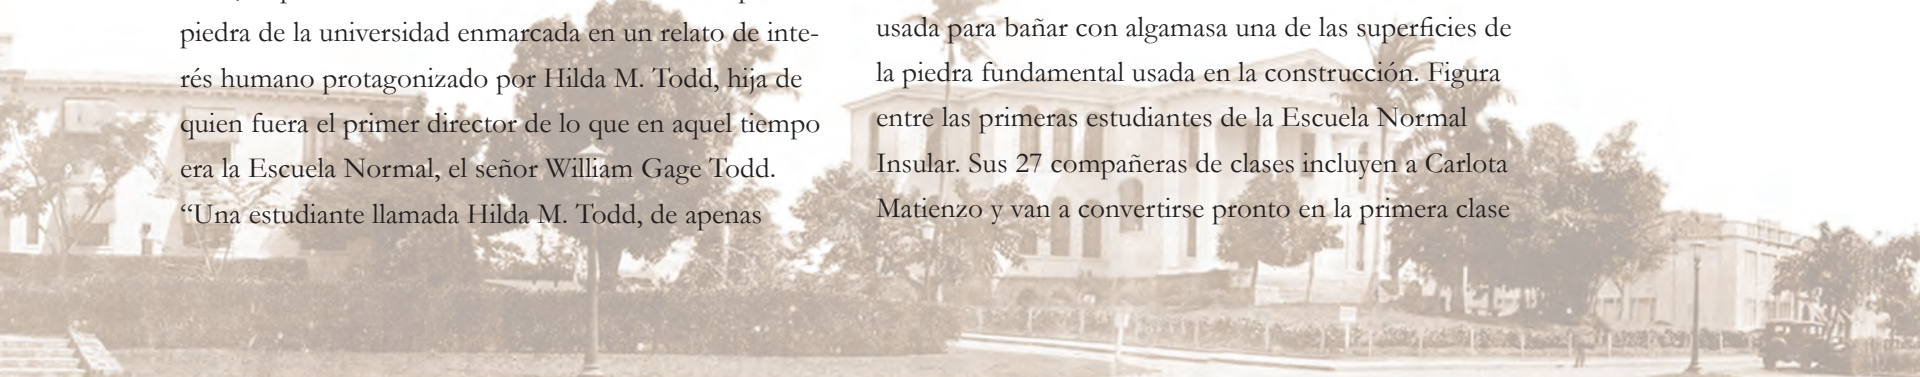 piedra de la universidad enmarcada en un relato de inte-
rés humano protagonizado por Hilda M. Todd, hija de
quien fuera el primer director de lo que en aquel tiempo
era la Escuela Normal, el señor William Gage Todd.
“Una estudiante llamada Hilda M. Todd, de apenas
usada para bañar con algamasa una de las superficies de
la piedra fundamental usada en la construcción. Figura
entre las primeras estudiantes de la Escuela Normal
Insular. Sus 27 compañeras de clases incluyen a Carlota
Matienzo y van a convertirse pronto en la primera clase